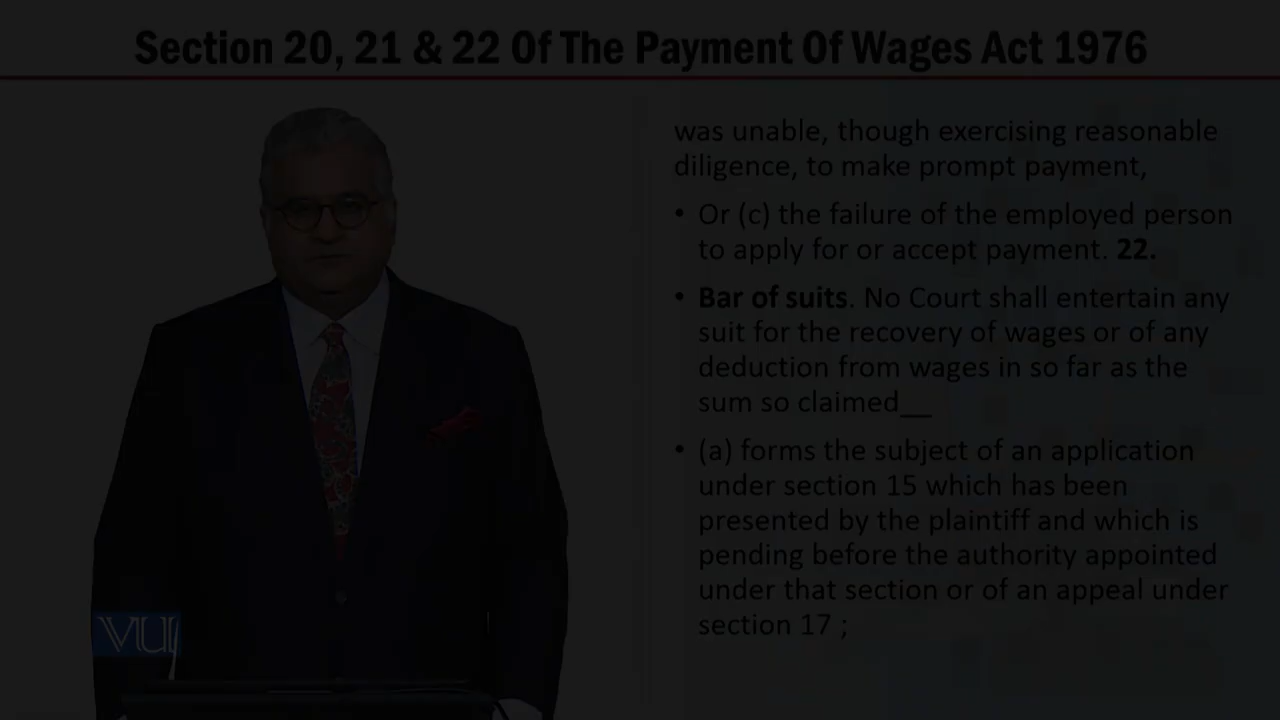 Section 20, 21 & 22 Of The Payment Of Wages Act 1976
was unable, though exercising reasonable
diligence, to make prompt payment,
• Or (c) the failure of the employed person
to apply for or accept payment. 22.
• Bar of suits. No Court shall entertain any
suit for the recovery of wages or of any
deduction from wages in so far as the
sum so claimed__
• (a) forms the subject of an application
under section 15 which has been
presented by the plaintiff and which is
pending before the authority appointed
under that section or of an appeal under
section 17 ;
VU